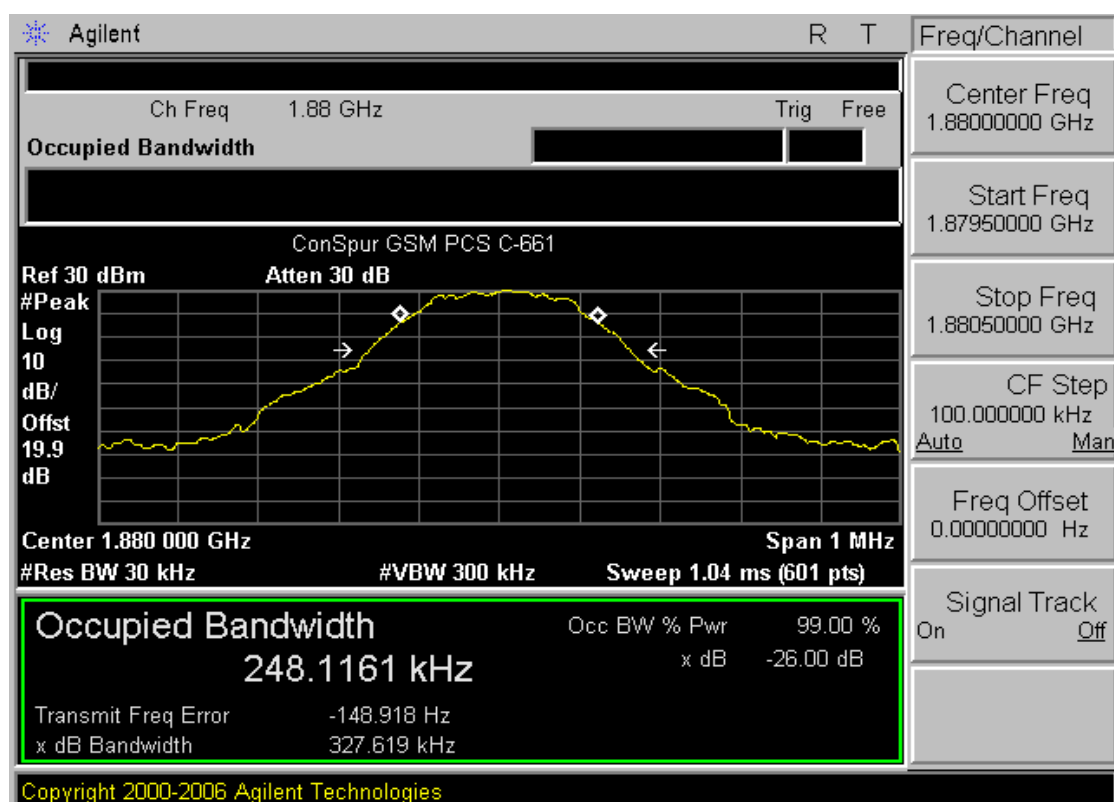 Agilent R T
Ch Freq 1.88 GHz Trig Free
Occupied Bandwidth
ConSpur GSM PCS C-661
Ref 30 dBm Atten 30 dB
#Peak
Log
10
dB/
Offst
19.9
dB
Center 1.880 000 GHz Span 1 MHz
#Res BW 30 kHz #VBW 300 kHz Sweep 1.04 ms (601 pts)
Occupied Bandwidth
248.1161 kHz
Occ BW % Pwr 99.00 %
x dB -26.00 dB
Transmit Freq Error -148.918 Hz
x dB Bandwidth 327.619 kHz
Copyright 2000-2006 Agilent Technologies
Freq/Channel
Center Freq
1.88000000 GHz
Start Freq
1.87950000 GHz
Stop Freq
1.88050000 GHz
CF Step
100.000000 kHz
Auto Man
Freq Offset
0.00000000 Hz
Signal Track
On Off